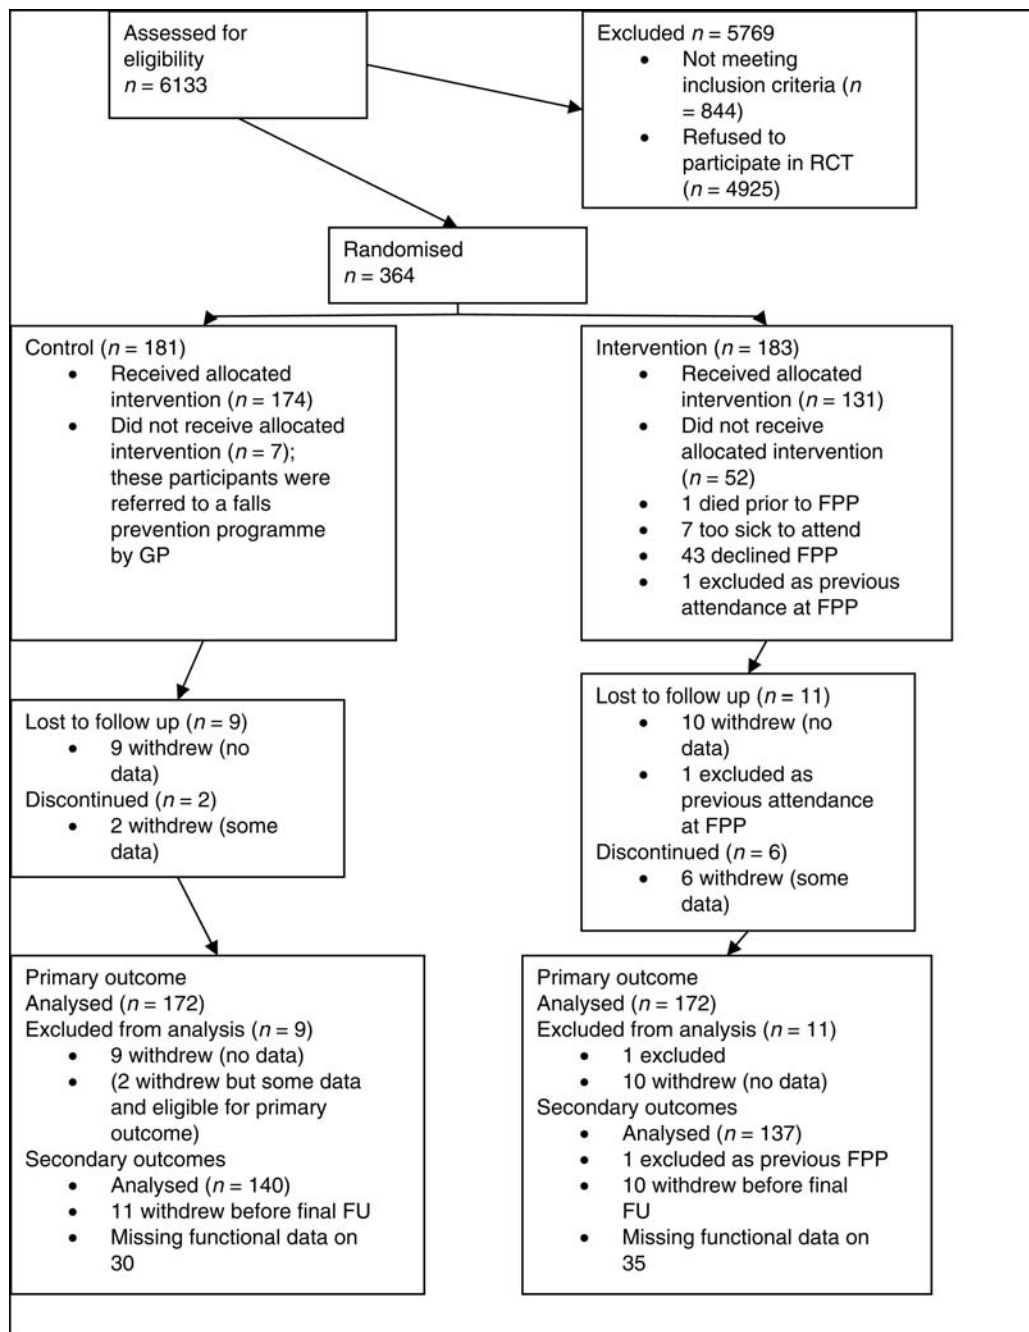 Assessed for
eligibility
n = 6133
Excluded n = 5769
• Not meeting
inclusion criteria (n
= 844)
• Refused to
participate in RCT
(n = 4925)
Randomised
n = 364
Control (n = 181)
• Received allocated
intervention (n = 174)
• Did not receive allocated
intervention (n = 7);
these participants were
referred to a falls
prevention programme
by GP
Intervention (n = 183)
• Received allocated
intervention (n = 131)
• Did not receive
allocated intervention
(n = 52)
• 1 died prior to FPP
• 7 too sick to attend
• 43 declined FPP
• 1 excluded as previous
attendance at FPP
Lost to follow up (n = 9)
• 9 withdrew (no
data)
Discontinued (n = 2)
• 2 withdrew (some
data)
Lost to follow up (n = 11)
• 10 withdrew (no
data)
• 1 excluded as
previous attendance
at FPP
Discontinued (n = 6)
• 6 withdrew (some
data)
Primary outcome
Analysed (n = 172)
Excluded from analysis (n = 9)
• 9 withdrew (no data)
• (2 withdrew but some data
and eligible for primary
outcome)
Secondary outcomes
• Analysed (n = 140)
• 11 withdrew before final FU
• Missing functional data on
30
Primary outcome
Analysed (n = 172)
Excluded from analysis (n = 11)
• 1 excluded
• 10 withdrew (no data)
Secondary outcomes
• Analysed (n = 137)
• 1 excluded as previous FPP
• 10 withdrew before final
FU
• Missing functional data on
35